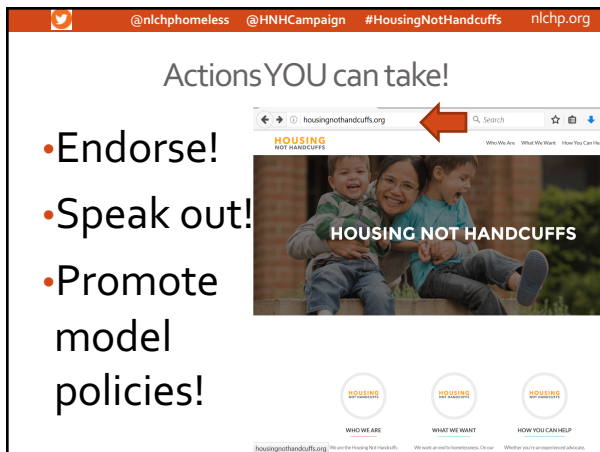 @nlchphomeless @HNHCampaign #HousingNotHandcuffs nlchp.org
Actions YOU can take!
•Endorse!
•Speak out!
•Promote
model
policies!
housingnothandcuffs.org
Search
HOUSING
NOT HANDCUFFS
Who We Are What We Want How You Can He
HOUSING NOT HANDCUFFS
HOUSING
NOT HANDCUFFS
HOUSING
NOT HANDCUFFS
HOUSING
NOT HANDCUFFS
WHO WE ARE WHAT WE WANT HOW YOU CAN HELP
housingnothandcuffs.org We are the Housing Not Handcuffs We want an end to homelessness. On our Whether you're an experienced advocate,